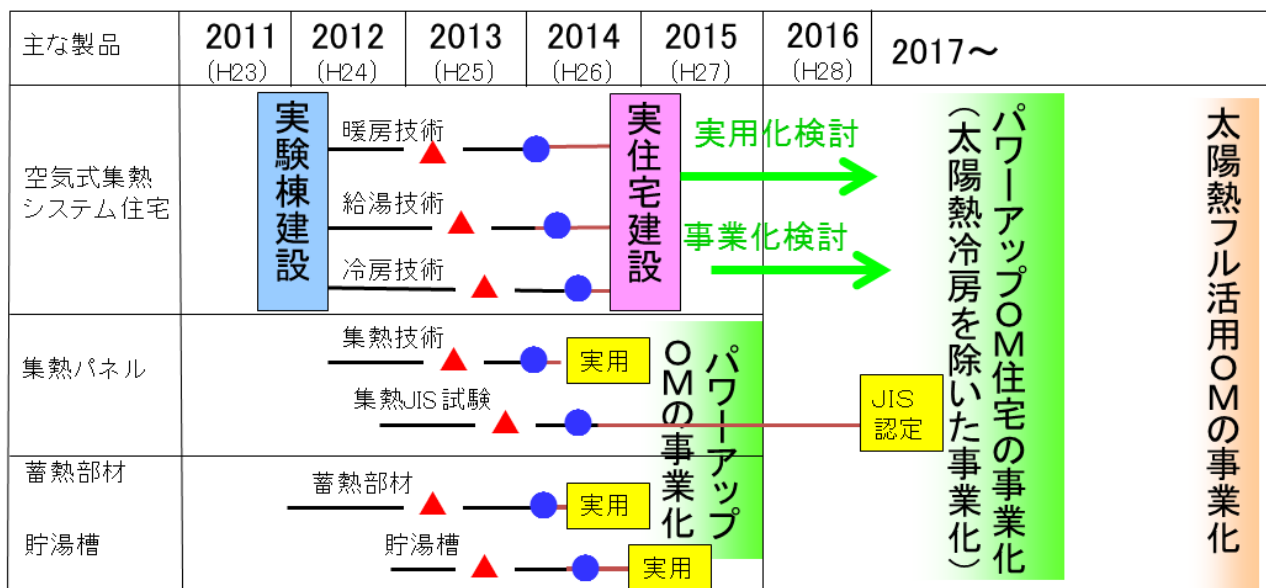 主な製品
2011
(H23)
2012
(H24)
2013
(H25)
2014
(H26)
2015
(H27)
2016
(H28)
2017～
空気式集熱
システム住宅
実験棟建設
暖房技術
給湯技術
冷房技術
実住宅建設
実用化検討
事業化検討
パワーアップOM住宅の事業化
(太陽熱冷房を除いた事業化)
太陽熱フル活用OMの事業化
集熱パネル
集熱技術
実用
集熱JIS試験
JIS
認定
パワーアップ
OMの事業化
蓄熱部材
蓄熱部材
実用
貯湯槽
貯湯槽
実用